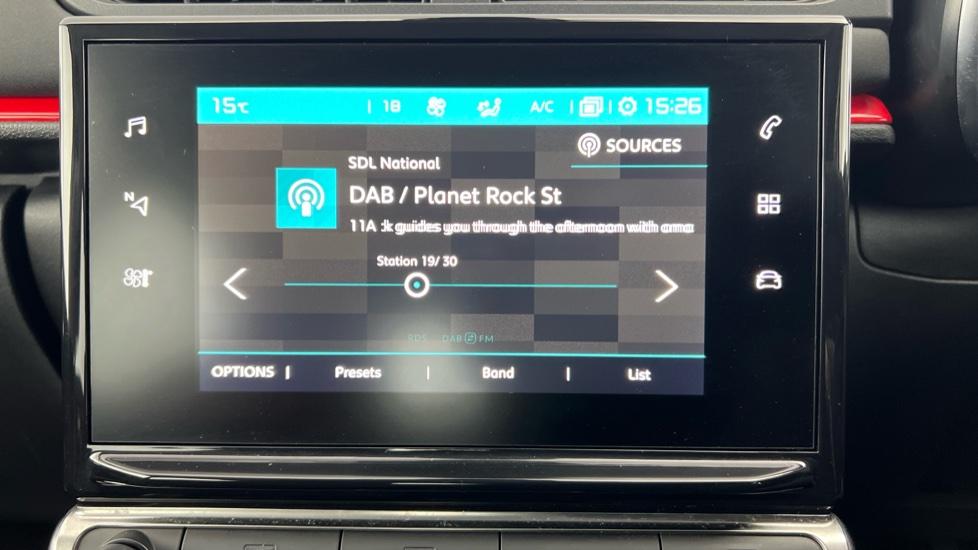 15°C 18 A/C 15:26
SOURCES
SDL National
N
DAB / Planet Rock St
11A :k guides you through the afternoon with
Station 19/30
RDS DAB FM
OPTIONS Presets Band List